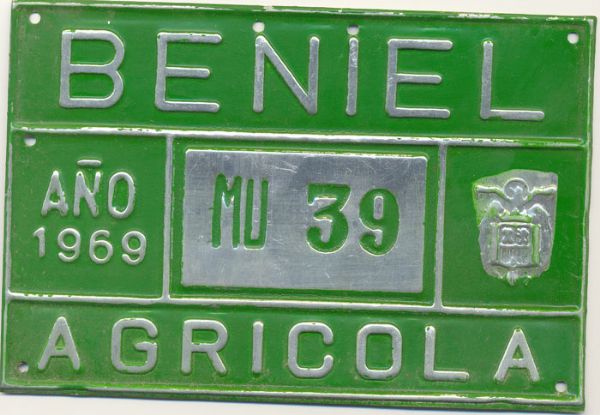 BENIEL
AÑO
1969
MU 39
AGRICOLA